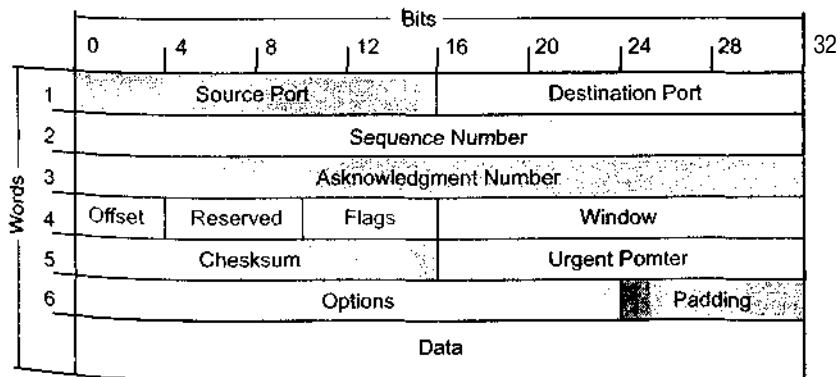 Bits
0 4 8 12 16 20 24 28 32
Words
1 Source Port Destination Port
2 Sequence Number
3 Acknowledgment Number
4 Offset Reserved Flags Window
5 Chesksum Urgent Pomter
6 Options Padding
Data